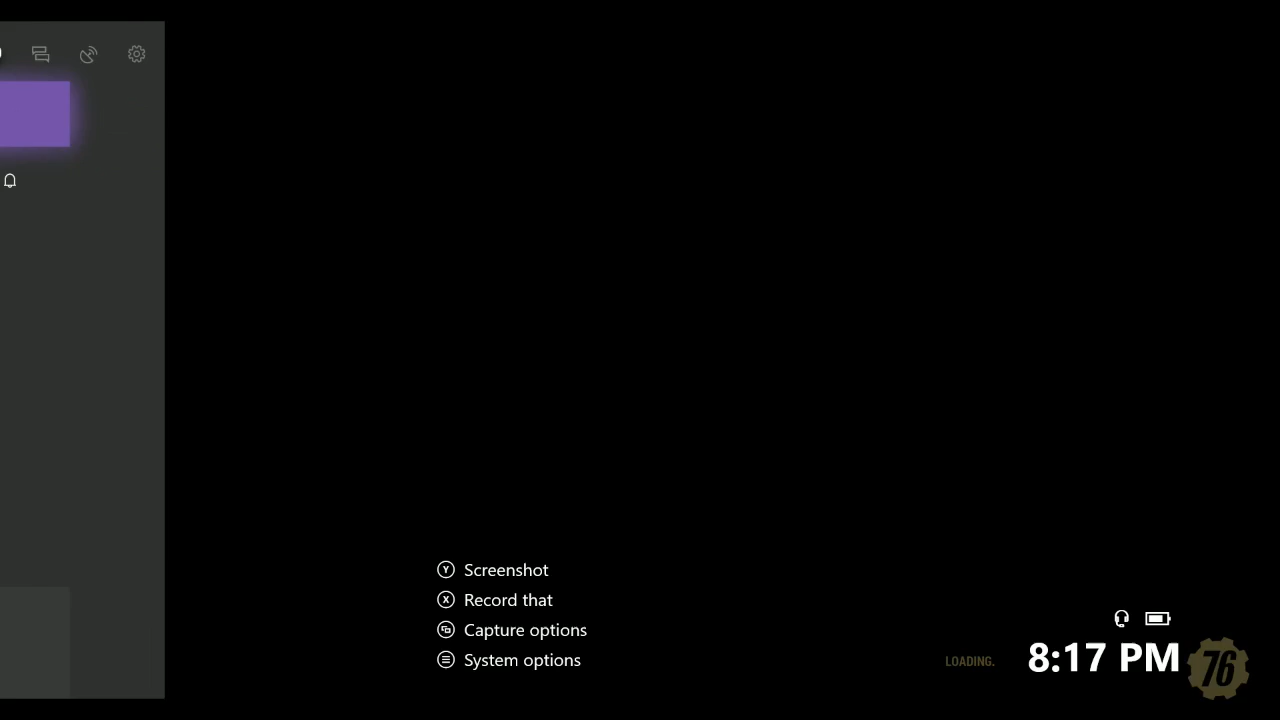 Y Screenshot
X Record that
Capture options
System options
LOADING.
8:17 PM
76